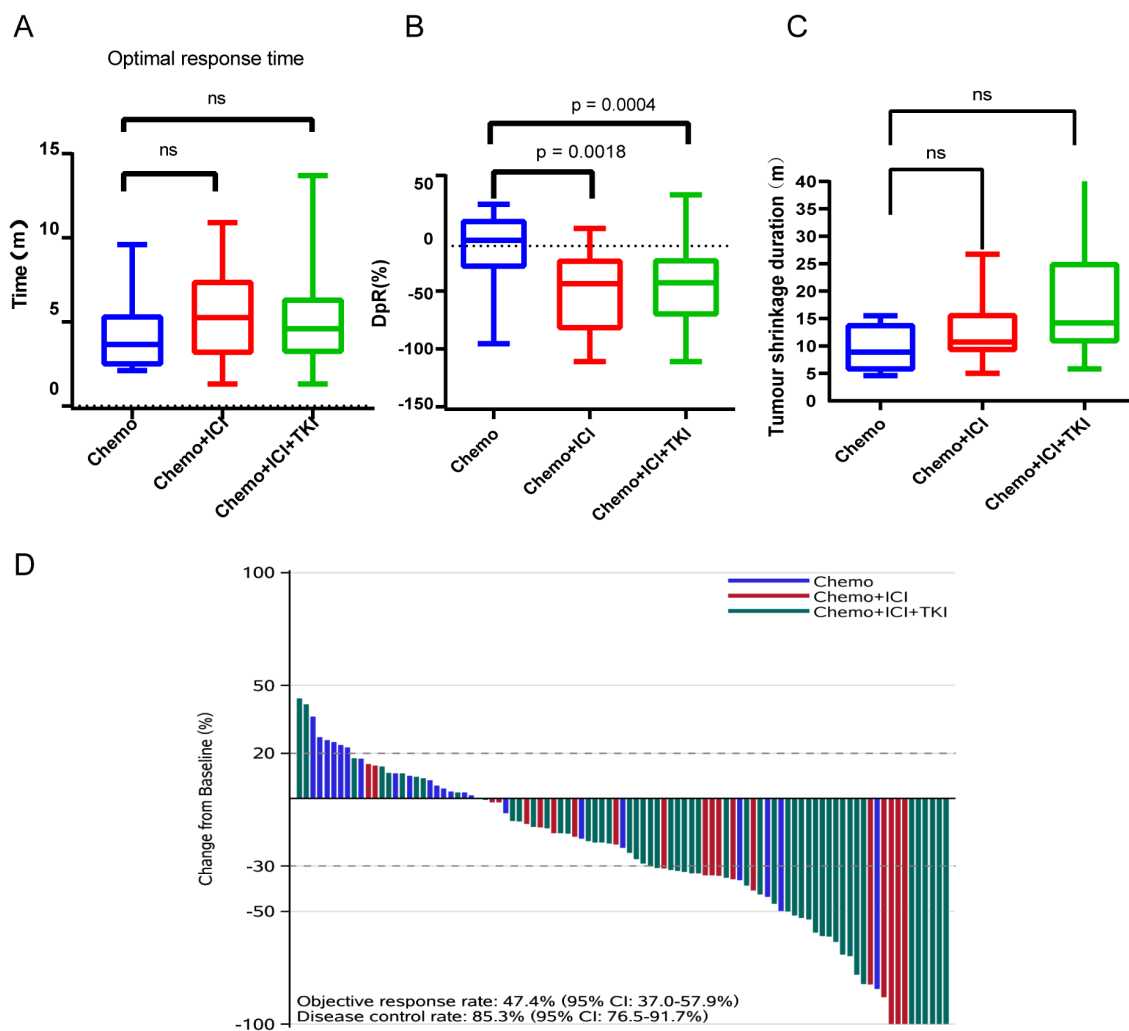 A
Optimal response time
ns
ns
Time (m)
15
10
5
0
Chemo
Chemo+ICI
Chemo+ICI+TKI
B
p = 0.0004
p = 0.0018
DpR(%)
50
0
-50
-100
-150
Chemo
Chemo+ICI
Chemo+ICI+TKI
C
ns
ns
Tumour shrinkage duration (m)
40
35
30
25
20
15
10
5
0
Chemo
Chemo+ICI
Chemo+ICI+TKI
D
Change from Baseline (%)
100
50
20
-30
-50
-100
Chemo
Chemo+ICI
Chemo+ICI+TKI
Objective response rate: 47.4% (95% CI: 37.0-57.9%)
Disease control rate: 85.3% (95% CI: 76.5-91.7%)